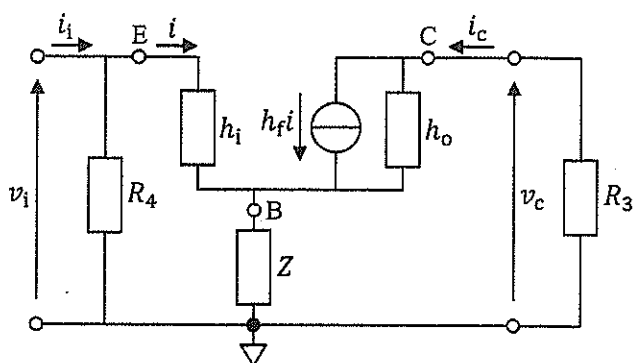 i_i E i C i_c
h_i h_f i h_o
v_i R_4 B v_c R_3
Z